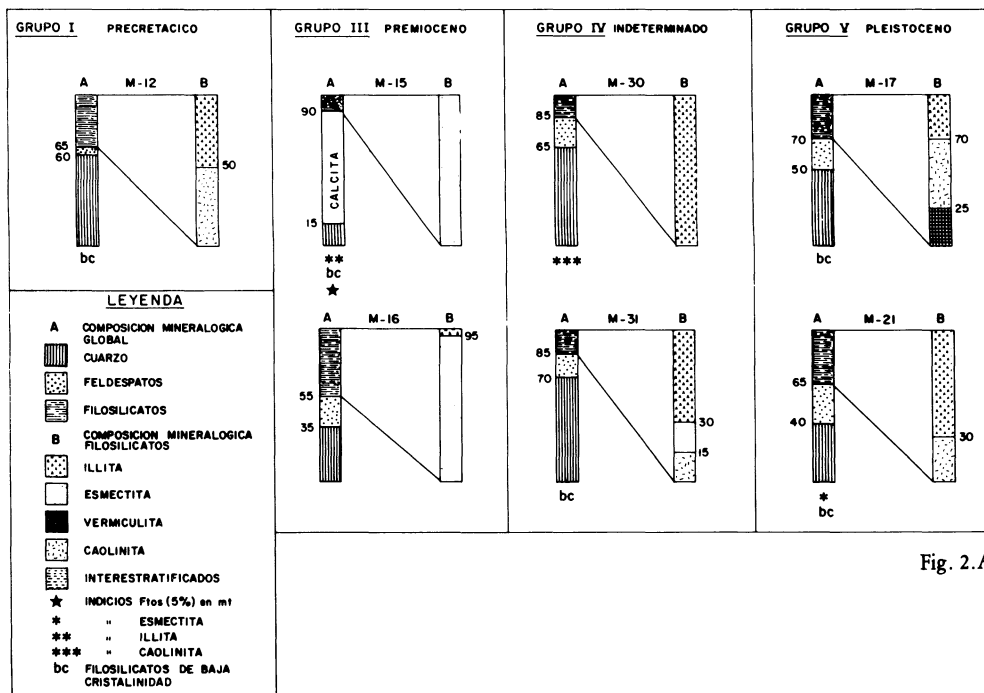 GRUPO I PRECRETACICO
A M-12 B
65
60
50
bc
GRUPO III PREMIOCENO
A M-15 B
90
CALCITA
15
**
bc
★
A M-16 B
95
55
35
GRUPO IV INDETERMINADO
A M-30 B
85
65
***
A M-31 B
85
70
30
15
bc
GRUPO V PLEISTOCENO
A M-17 B
70
50
70
25
bc
A M-21 B
65
40
30
*
bc
LEYENDA
A COMPOSICION MINERALOGICA
GLOBAL
CUARZO
FELDESPATOS
FILOSILICATOS
B COMPOSICION MINERALOGICA
FILOSILICATOS
ILLITA
ESMECTITA
VERMICULITA
CAOLINITA
INTERESTRATIFICADOS
★ INDICIOS Ftos (5%) en mt
* " ESMECTITA
** " ILLITA
*** " CAOLINITA
bc FILOSILICATOS DE BAJA
CRISTALINIDAD
Fig. 2.A